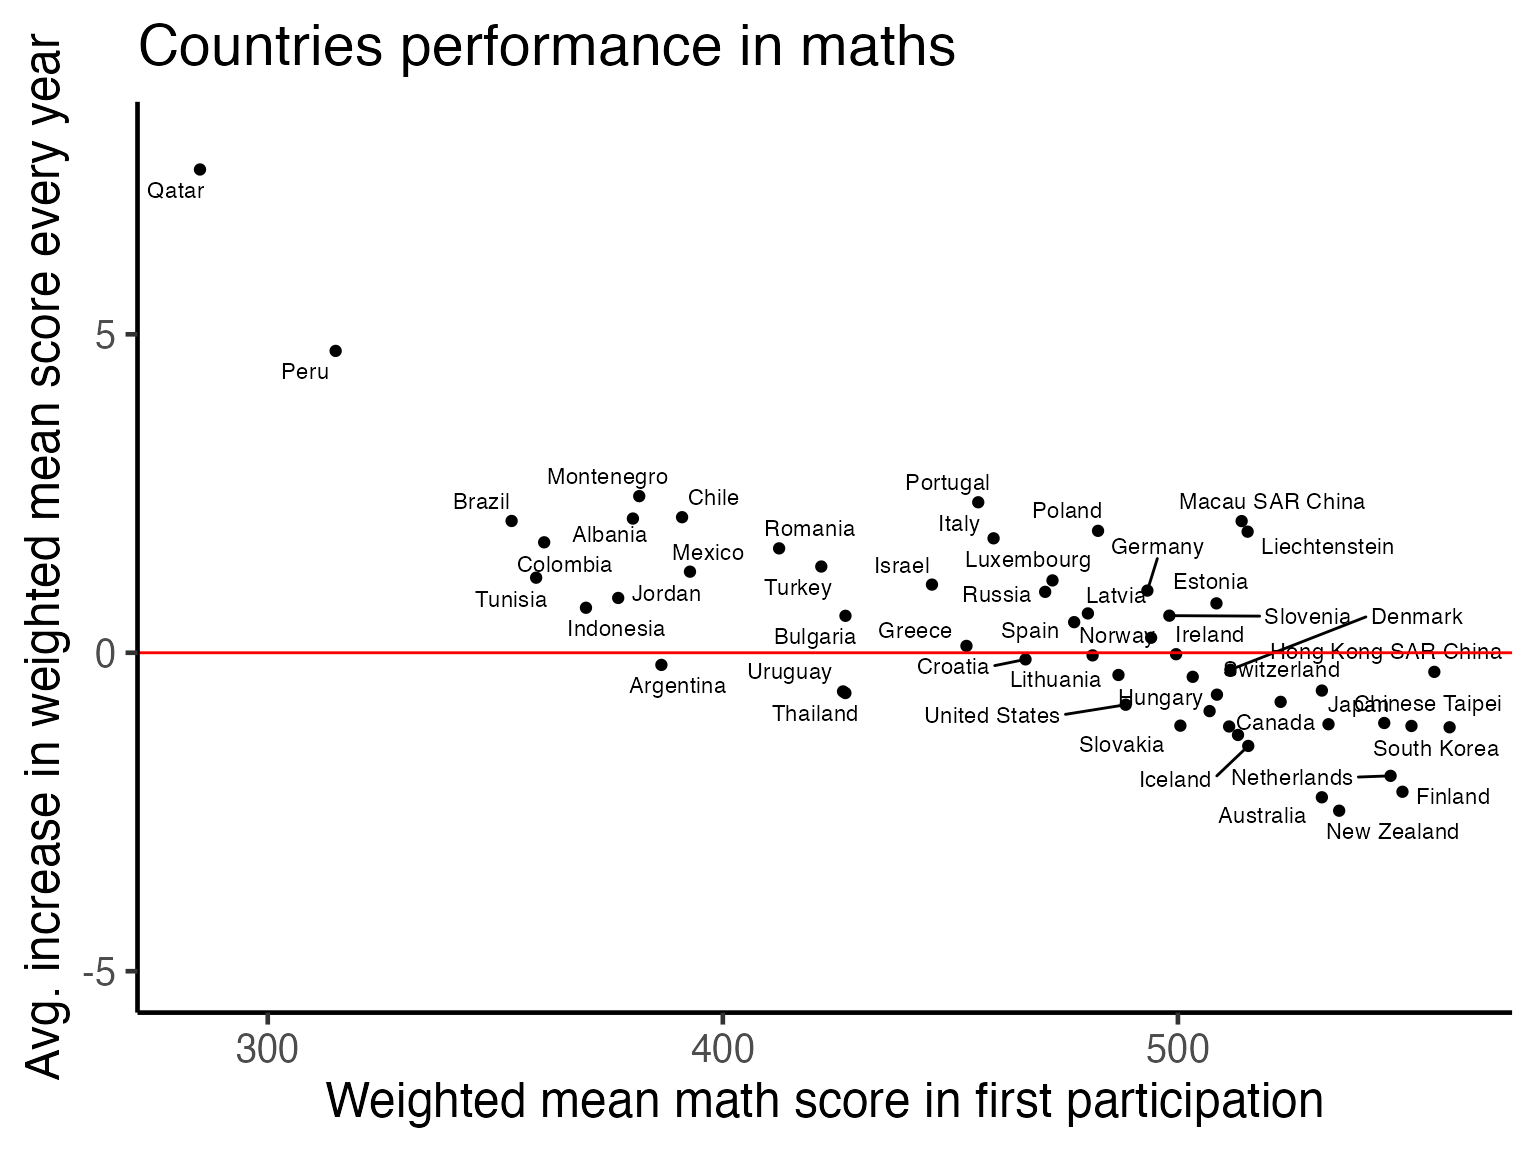 Countries performance in maths
Avg. increase in weighted mean score every year
5
0
-5
Qatar
Peru
Montenegro
Brazil
Chile
Albania
Colombia
Mexico
Tunisia
Jordan
Indonesia
Argentina
Romania
Turkey
Bulgaria
Uruguay
Thailand
Portugal
Italy
Poland
Macau SAR China
Liechtenstein
Germany
Luxembourg
Israel
Russia
Latvia
Estonia
Greece
Spain
Norway
Ireland
Slovenia
Denmark
Hong Kong SAR China
Croatia
Switzerland
Lithuania
Hungary
Japan
Chinese Taipei
United States
Canada
Slovakia
South Korea
Iceland
Netherlands
Finland
Australia
New Zealand
300
400
500
Weighted mean math score in first participation